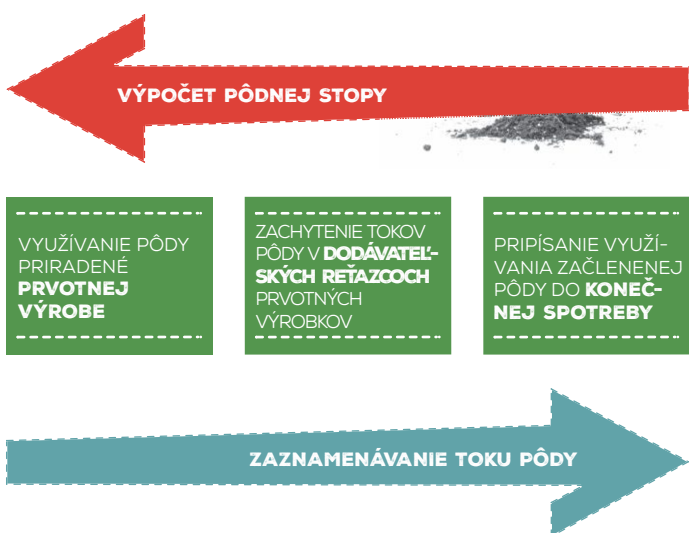 VÝPOČET PÔDNEJ STOPY
VYUŽÍVANIE PÔDY
PRIRADENÉ
PRVOTNEJ
VÝROBE
ZACHYTENIE TOKOV
PÔDY V DODÁVATEĽ-
SKÝCH REŤAZCOCH
PRVOTNÝCH
VÝROBKOV
PRIPÍSANIE VYUŽÍ-
VANIA ZAČLENENEJ
PÔDY DO KONEČ-
NEJ SPOTREBY
ZAZNAMENÁVANIE TOKU PÔDY